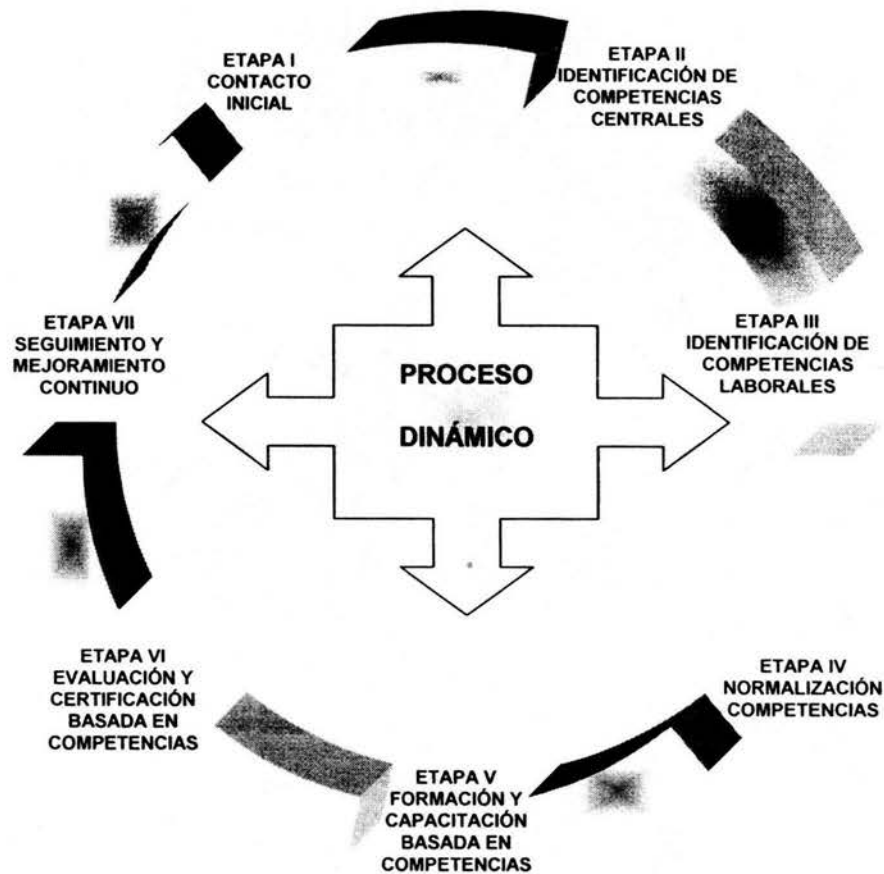 ETAPA I
CONTACTO
INICIAL
ETAPA II
IDENTIFICACIÓN DE
COMPETENCIAS
CENTRALES
ETAPA III
IDENTIFICACIÓN DE
COMPETENCIAS
LABORALES
ETAPA IV
NORMALIZACIÓN
COMPETENCIAS
ETAPA V
FORMACIÓN Y
CAPACITACIÓN
BASADA EN
COMPETENCIAS
ETAPA VI
EVALUACIÓN Y
CERTIFICACIÓN
BASADA EN
COMPETENCIAS
ETAPA VII
SEGUIMIENTO Y
MEJORAMIENTO
CONTINUO
PROCESO
DINÁMICO